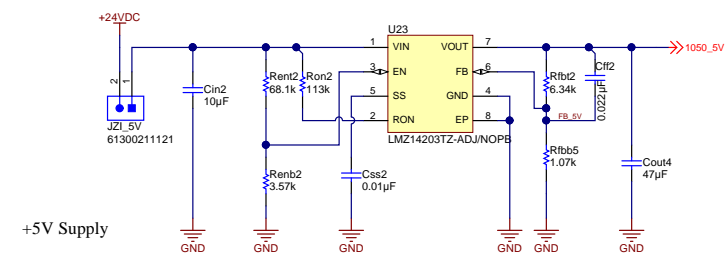 +24VDC
U23
1 VIN
VOUT 7
1050_5V
3 EN
FB 6
5 SS
GND 4
2 RON
EP 8
LMZ14203TZ-ADJ/NOPB
2
1
JZI_5V
61300211121
Cin2
10µF
Rent2
68.1k
Ron2
113k
Renb2
3.57k
Css2
0.01µF
Rfbt2
6.34k
Cff2
0.022µF
FB_5V
Rfbb5
1.07k
Cout4
47µF
+5V Supply
GND
GND
GND
GND
GND
GND